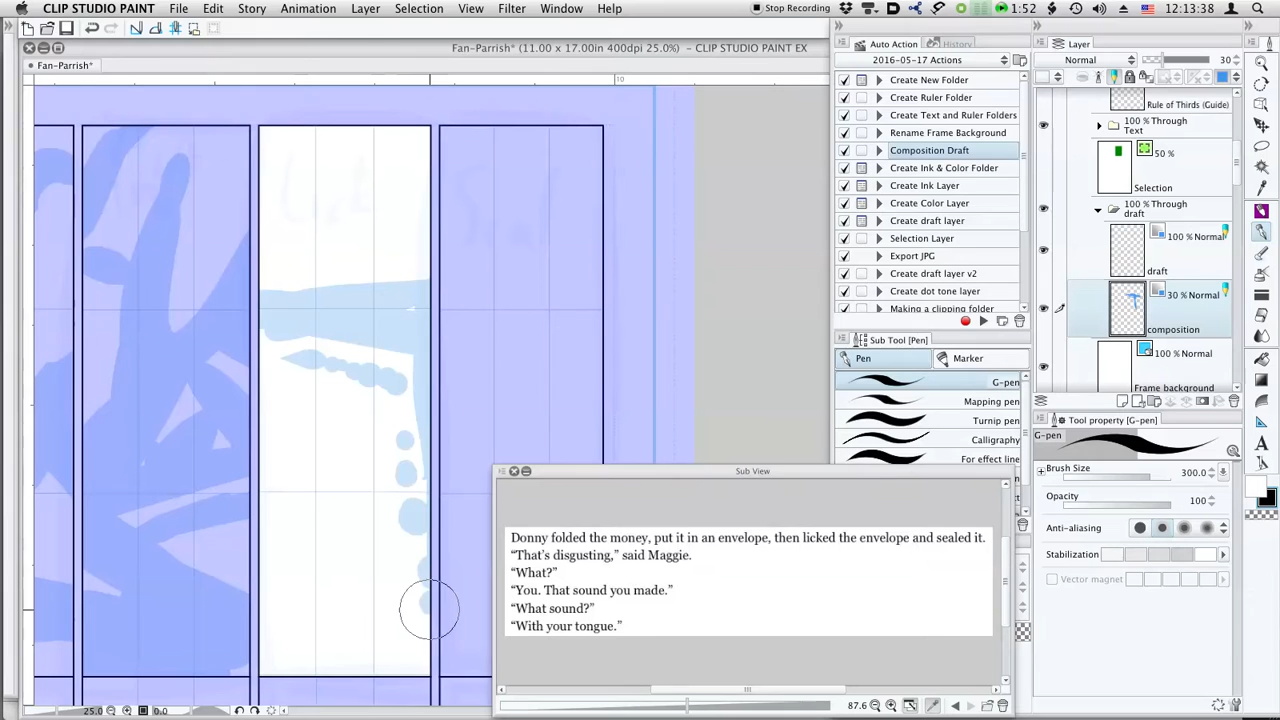 CLIP STUDIO PAINT File Edit Story Animation Layer Selection View Filter Window Help Stop Recording 1:52 12:13:38
Fan-Parrish* (11.00 x 17.00in 400dpi 25.0%) – CLIP STUDIO PAINT EX
Fan-Parrish*
10
Auto Action History
2016-05-17 Actions
Create New Folder
Create Ruler Folder
Create Text and Ruler Folders
Rename Frame Background
Composition Draft
Create Ink & Color Folder
Create Ink Layer
Create Color Layer
Create draft layer
Selection Layer
Export JPG
Create draft layer v2
Create dot tone layer
Making a clipping folder
Sub Tool [Pen]
Pen Marker
G-pen
Mapping pen
Turnip pen
Calligraphy
For effect line
Layer
Normal 30
Rule of Thirds (Guide)
100 % Through
Text
50 %
Selection
100 % Through
draft
100 % Normal
draft
30 % Normal
composition
100 % Normal
Frame background
Tool property [G-pen]
G-pen
Brush Size 300.0
Opacity 100
Anti-aliasing
Stabilization
Vector magnet
Sub View
Donny folded the money, put it in an envelope, then licked the envelope and sealed it.
“That’s disgusting,” said Maggie.
“What?”
“You. That sound you made.”
“What sound?”
“With your tongue.”
87.6
25.0 0.0